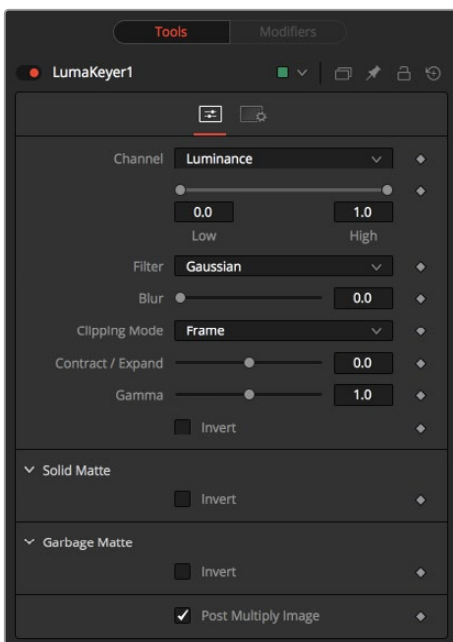 Tools Modifiers
LumaKeyer1
Channel Luminance
0.0 1.0
Low High
Filter Gaussian
Blur 0.0
Clipping Mode Frame
Contract / Expand 0.0
Gamma 1.0
Invert
Solid Matte
Invert
Garbage Matte
Invert
Post Multiply Image